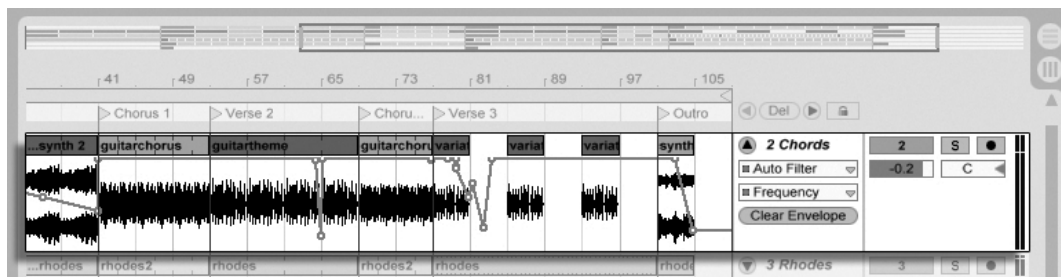 41 49 57 65 73 81 89 97 105
Chorus 1 Verse 2 Choru... Verse 3 Outro Del
...synth 2 guitarchorus guitartheme guitarchoru variat variat variat synth 2 Chords 2 S
Auto Filter -0.2 C
Frequency
Clear Envelope
...rhodes rhodes2 rhodes rhodes2 rhodes rhode 3 Rhodes 3 S